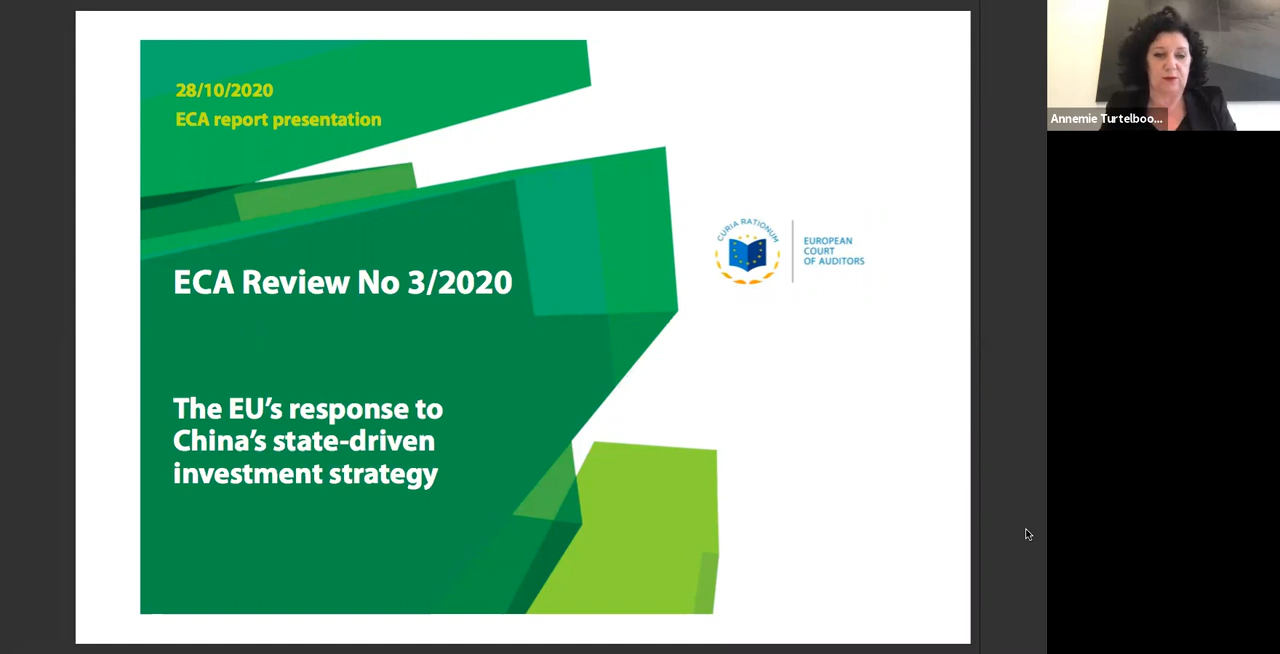 28/10/2020
ECA report presentation
ECA Review No 3/2020
The EU's response to
China's state-driven
investment strategy
CURIA RATIONUM
EUROPEAN
COURT
OF AUDITORS
Annemie Turtelboo...